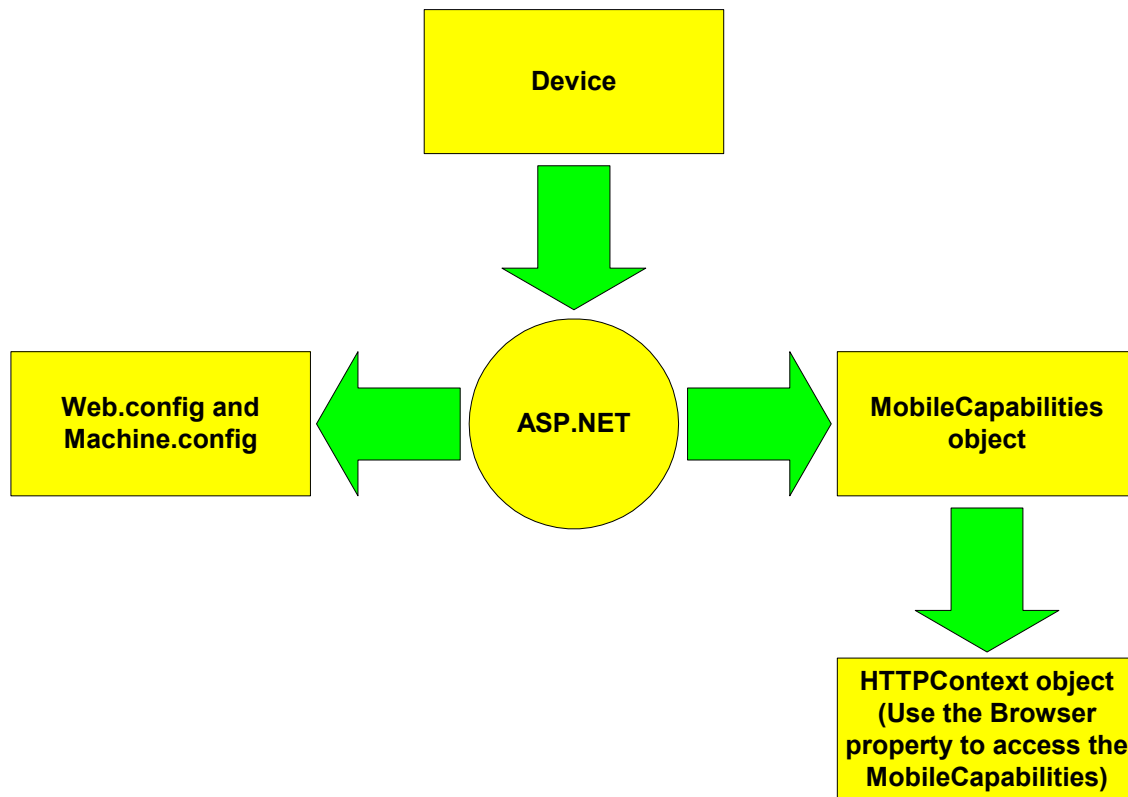 Device
Web.config and
Machine.config
ASP.NET
MobileCapabilities
object
HTTPContext object
(Use the Browser
property to access the
MobileCapabilities)